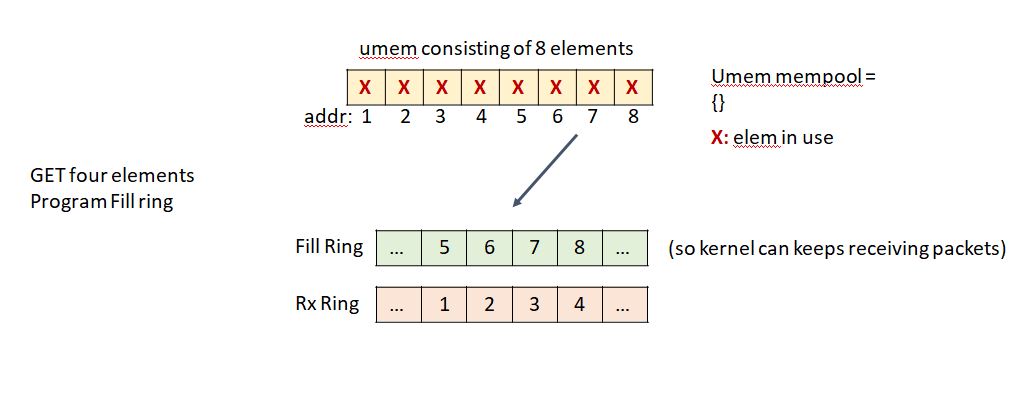 umem consisting of 8 elements
X X X X X X X X
addr: 1 2 3 4 5 6 7 8
Umem mempool =
{}
X: elem in use
GET four elements
Program Fill ring
Fill Ring ... 5 6 7 8 ... (so kernel can keeps receiving packets)
Rx Ring ... 1 2 3 4 ...